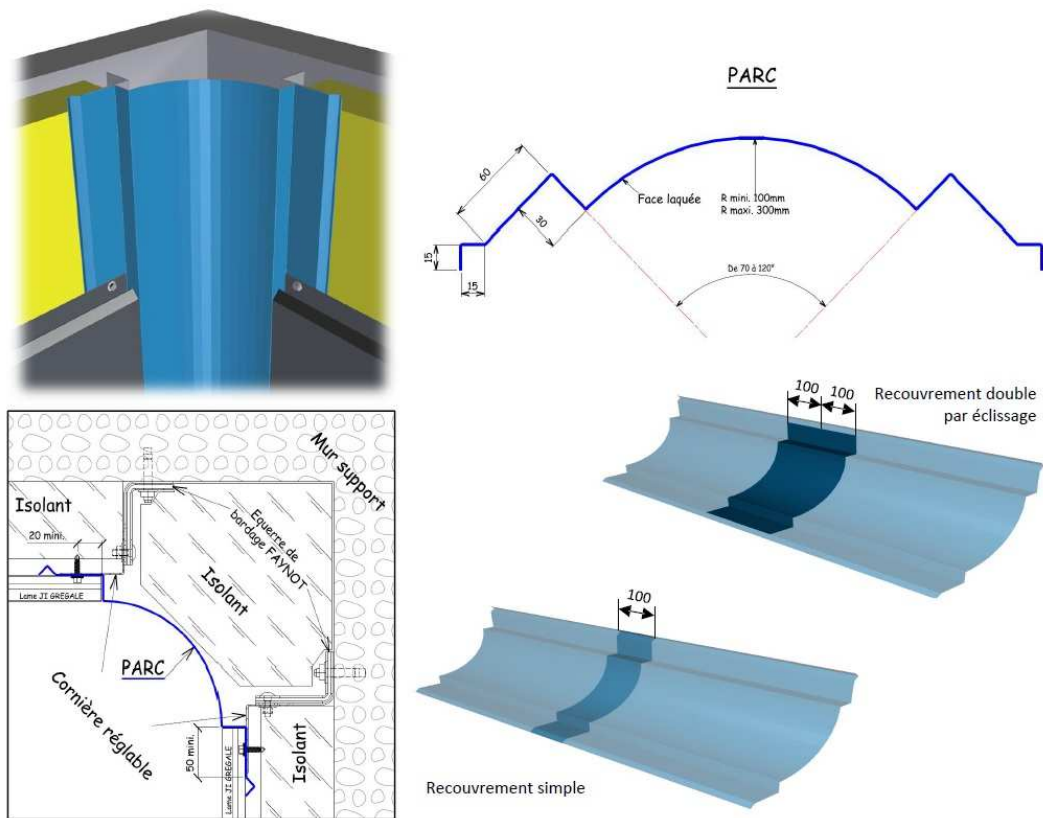 PARC
60
30
15
15
Face laquée
R mini. 100mm
R maxi. 300mm
De 70 à 120°
100
100
Recouvrement double
par éclissage
Mur support
Isolant
20 mini.
Equerre de
bardage FAYNOT
Isolant
Lame JI GREGALE
PARC
Cornière réglable
50 mini.
Lame JI GREGALE
Isolant
100
Recouvrement simple